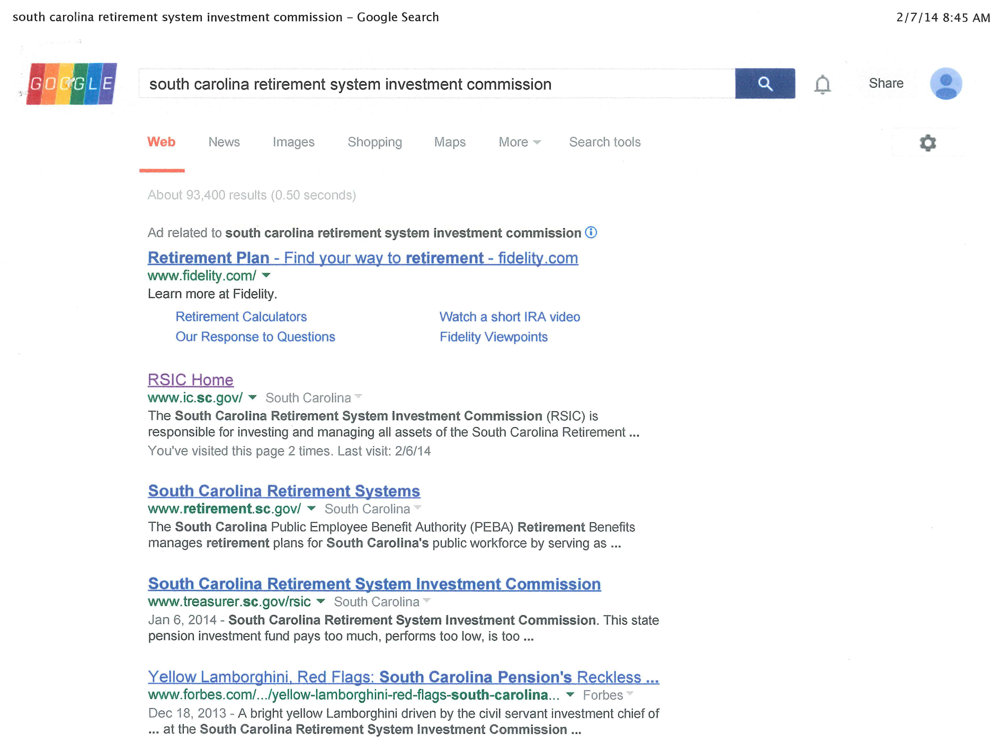 south carolina retirement system investment commission – Google Search
2/7/14 8:45 AM
GOOGLE
south carolina retirement system investment commission
Share
Web News Images Shopping Maps More Search tools
About 93,400 results (0.50 seconds)
Ad related to south carolina retirement system investment commission
Retirement Plan - Find your way to retirement - fidelity.com
www.fidelity.com/
Learn more at Fidelity.
Retirement Calculators Watch a short IRA video
Our Response to Questions Fidelity Viewpoints
RSIC Home
www.ic.sc.gov/ South Carolina
The South Carolina Retirement System Investment Commission (RSIC) is
responsible for investing and managing all assets of the South Carolina Retirement ...
You've visited this page 2 times. Last visit: 2/6/14
South Carolina Retirement Systems
www.retirement.sc.gov/ South Carolina
The South Carolina Public Employee Benefit Authority (PEBA) Retirement Benefits
manages retirement plans for South Carolina's public workforce by serving as ...
South Carolina Retirement System Investment Commission
www.treasurer.sc.gov/rsic South Carolina
Jan 6, 2014 - South Carolina Retirement System Investment Commission. This state
pension investment fund pays too much, performs too low, is too ...
Yellow Lamborghini, Red Flags: South Carolina Pension's Reckless ...
www.forbes.com/.../yellow-lamborghini-red-flags-south-carolina... Forbes
Dec 18, 2013 - A bright yellow Lamborghini driven by the civil servant investment chief of
... at the South Carolina Retirement System Investment Commission ...